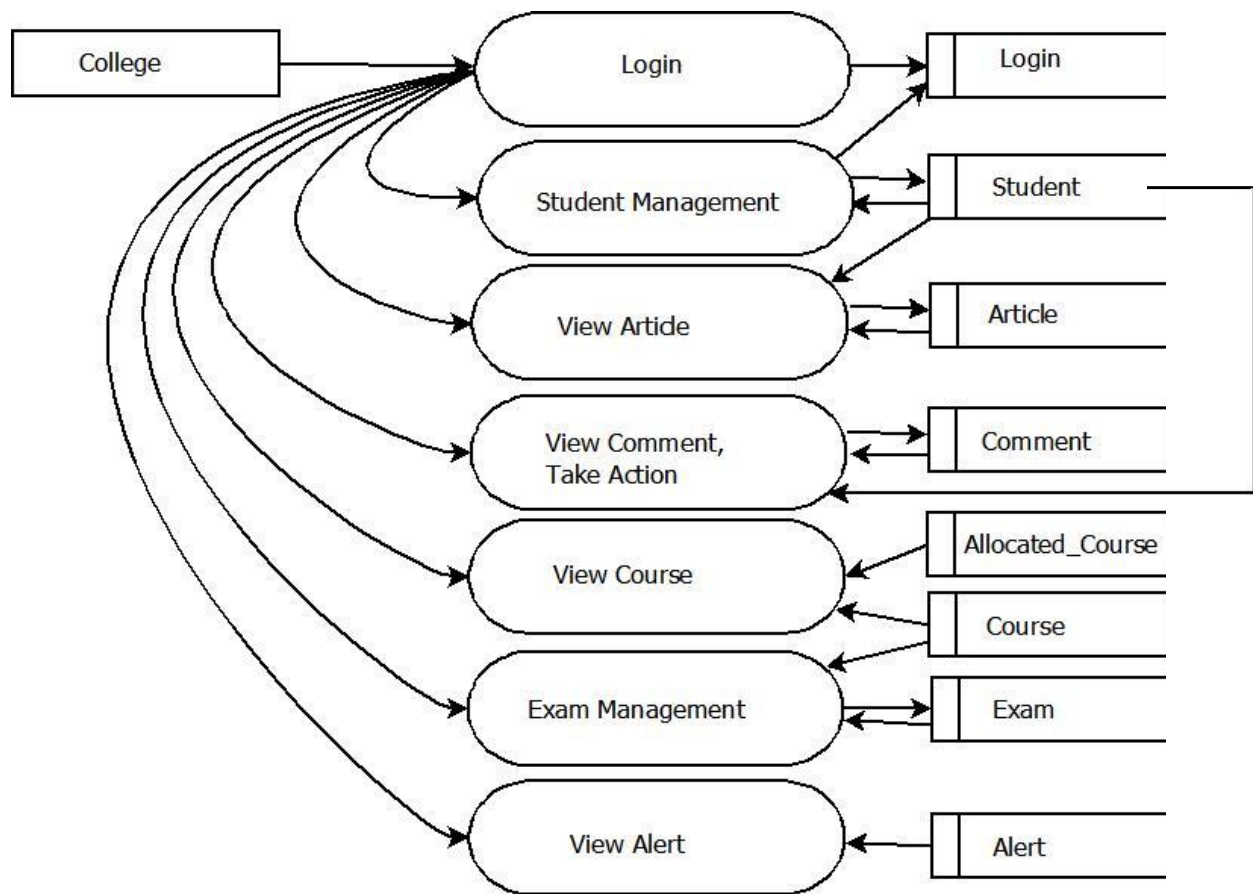 College
Login
Login
Student Management
Student
View Article
Article
View Comment,
Take Action
Comment
Allocated_Course
View Course
Course
Exam Management
Exam
View Alert
Alert